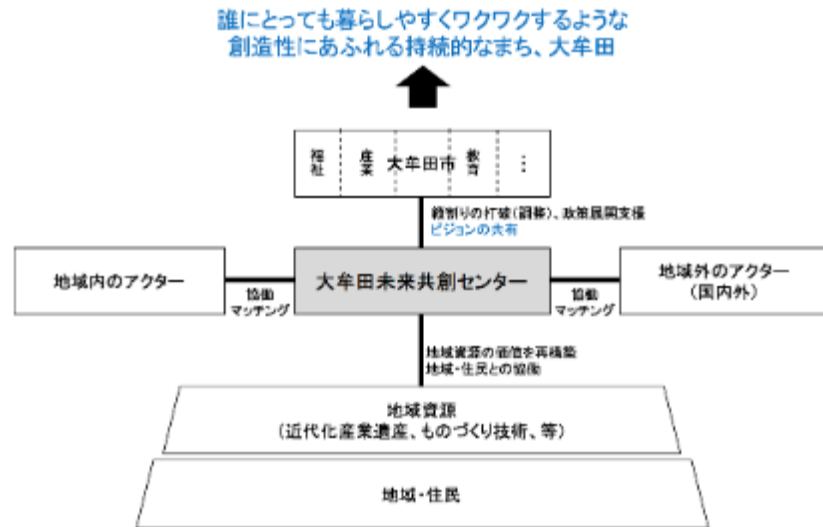 誰にとっても暮らしやすくワクワクするような
創造性にあふれる持続的なまち、大牟田
福祉
産業
大牟田市
教育
⋮
縦割りの打破(調整)、政策展開支援
ビジョンの共有
地域内のアクター
協働
マッチング
大牟田未来共創センター
協働
マッチング
地域外のアクター
(国内外)
地域資源の価値を再構築
地域・住民との協働
地域資源
(近代化産業遺産、ものづくり技術、等)
地域・住民